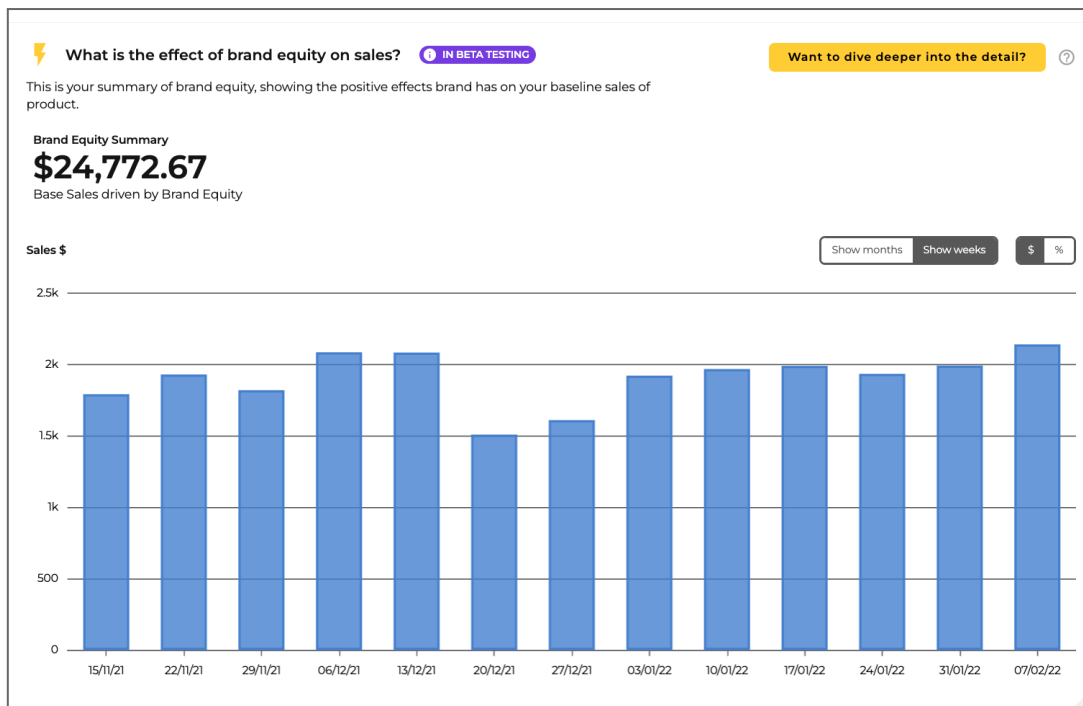 What is the effect of brand equity on sales?
IN BETA TESTING
Want to dive deeper into the detail?
This is your summary of brand equity, showing the positive effects brand has on your baseline sales of
product.
Brand Equity Summary
$24,772.67
Base Sales driven by Brand Equity
Sales $
Show months
Show weeks
$
%
2.5k
2k
1.5k
1k
500
0
15/11/21
22/11/21
29/11/21
06/12/21
13/12/21
20/12/21
27/12/21
03/01/22
10/01/22
17/01/22
24/01/22
31/01/22
07/02/22